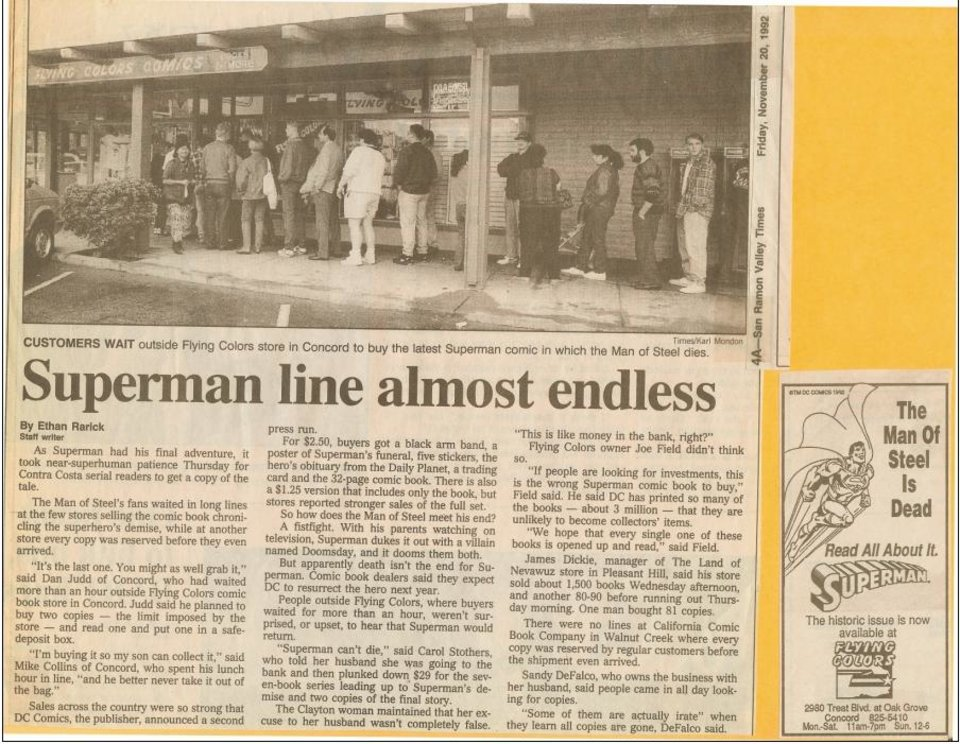 FLYING COLORS COMICS & MORE
FLYING COLO
CUSTOMERS WAIT outside Flying Colors store in Concord to buy the latest Superman comic in which the Man of Steel dies.
Times/Karl Mondon
4A—San Ramon Valley Times Friday, November 20, 1992
Superman line almost endless
By Ethan Rarick
Staff writer
As Superman had his final adventure, it
took near-superhuman patience Thursday for
Contra Costa serial readers to get a copy of the
tale.
The Man of Steel's fans waited in long lines
at the few stores selling the comic book chroni-
cling the superhero's demise, while at another
store every copy was reserved before they even
arrived.
"It's the last one. You might as well grab it,"
said Dan Judd of Concord, who had waited
more than an hour outside Flying Colors comic
book store in Concord. Judd said he planned to
buy two copies — the limit imposed by the
store — and read one and put one in a safe-
deposit box.
"I'm buying it so my son can collect it," said
Mike Collins of Concord, who spent his lunch
hour in line, "and he better never take it out of
the bag."
Sales across the country were so strong that
DC Comics, the publisher, announced a second
press run.
For $2.50, buyers got a black arm band, a
poster of Superman's funeral, five stickers, the
hero's obituary from the Daily Planet, a trading
card and the 32-page comic book. There is also
a $1.25 version that includes only the book, but
stores reported stronger sales of the full set.
So how does the Man of Steel meet his end?
A fistfight. With his parents watching on
television, Superman dukes it out with a villain
named Doomsday, and it dooms them both.
But apparently death isn't the end for Su-
perman. Comic book dealers said they expect
DC to resurrect the hero next year.
People outside Flying Colors, where buyers
waited for more than an hour, weren't sur-
prised, or upset, to hear that Superman would
return.
"Superman can't die," said Carol Stothers,
who told her husband she was going to the
bank and then plunked down $29 for the sev-
en-book series leading up to Superman's de-
mise and two copies of the final story.
The Clayton woman maintained that her ex-
cuse to her husband wasn't completely false.
"This is like money in the bank, right?"
Flying Colors owner Joe Field didn't think
so.
"If people are looking for investments, this
is the wrong Superman comic book to buy,"
Field said. He said DC has printed so many of
the books — about 3 million — that they are
unlikely to become collectors' items.
"We hope that every single one of these
books is opened up and read," said Field.
James Dickie, manager of The Land of
Nevawuz store in Pleasant Hill, said his store
sold about 1,500 books Wednesday afternoon,
and another 80-90 before running out Thurs-
day morning. One man bought 81 copies.
There were no lines at California Comic
Book Company in Walnut Creek where every
copy was reserved by regular customers before
the shipment even arrived.
Sandy DeFalco, who owns the business with
her husband, said people came in all day look-
ing for copies.
"Some of them are actually irate" when
they learn all copies are gone, DeFalco said.
©TM DC COMICS 1992
The
Man Of
Steel
Is
Dead
Read All About It.
SUPERMAN.
The historic issue is now
available at
FLYING
COLORS
2980 Treat Blvd. at Oak Grove
Concord 825-5410
Mon.-Sat. 11am-7pm Sun. 12-6